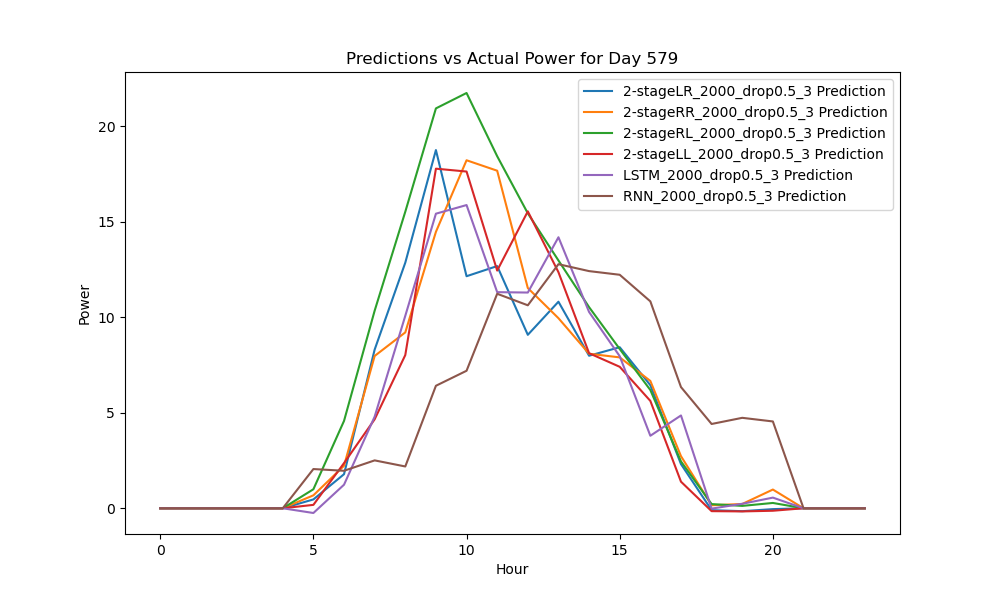 Predictions vs Actual Power for Day 579
2-stageLR_2000_drop0.5_3 Prediction
2-stageRR_2000_drop0.5_3 Prediction
2-stageRL_2000_drop0.5_3 Prediction
2-stageLL_2000_drop0.5_3 Prediction
LSTM_2000_drop0.5_3 Prediction
RNN_2000_drop0.5_3 Prediction
Power
20
15
10
5
0
0 5 10 15 20
Hour